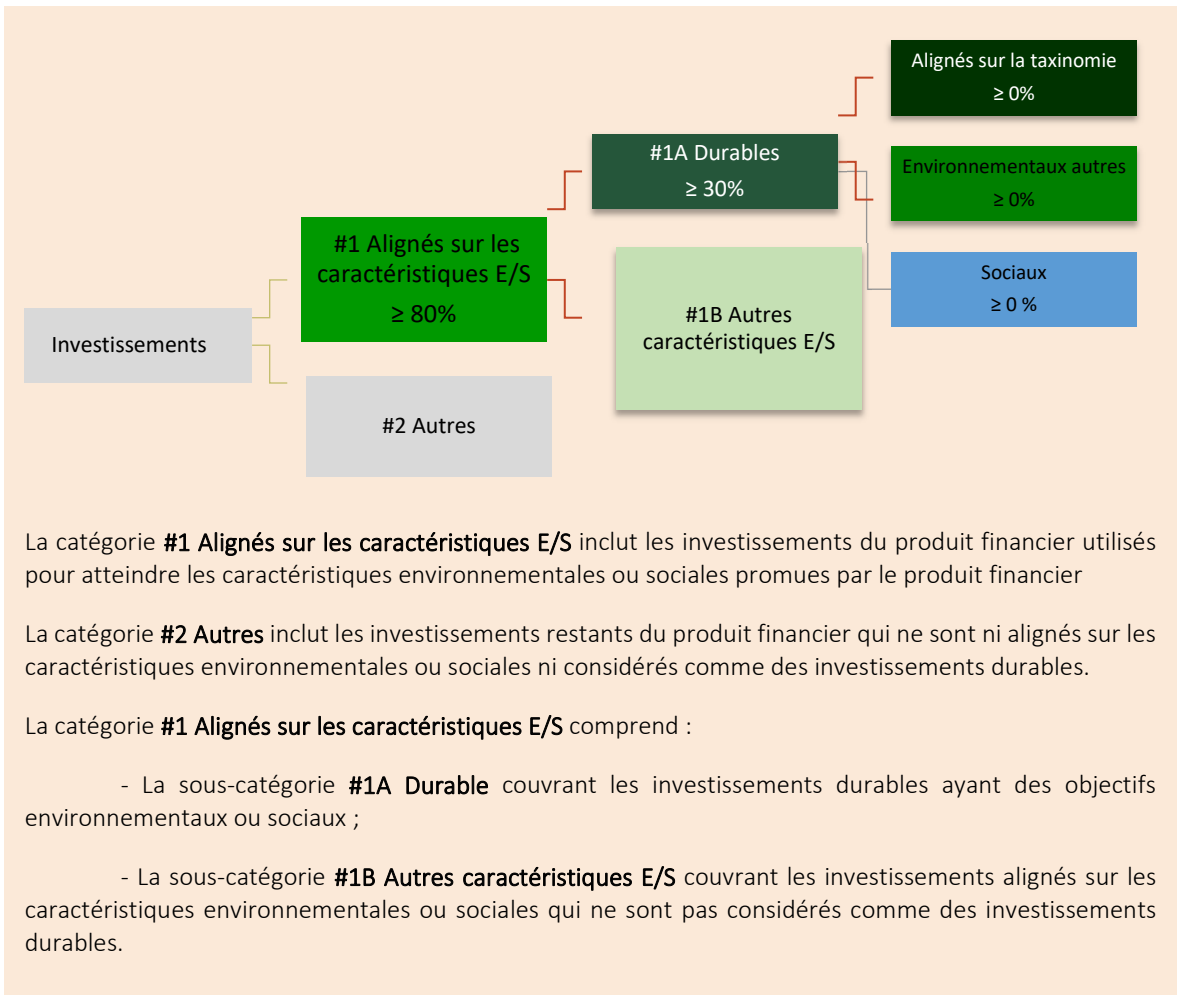 Alignés sur la taxinomie
≥ 0%
#1A Durables
≥ 30%
Environnementaux autres
≥ 0%
#1 Alignés sur les
caractéristiques E/S
≥ 80%
Sociaux
≥ 0 %
#1B Autres
caractéristiques E/S
Investissements
#2 Autres
La catégorie #1 Alignés sur les caractéristiques E/S inclut les investissements du produit financier utilisés
pour atteindre les caractéristiques environnementales ou sociales promues par le produit financier
La catégorie #2 Autres inclut les investissements restants du produit financier qui ne sont ni alignés sur les
caractéristiques environnementales ou sociales ni considérés comme des investissements durables.
La catégorie #1 Alignés sur les caractéristiques E/S comprend :
- La sous-catégorie #1A Durable couvrant les investissements durables ayant des objectifs
environnementaux ou sociaux ;
- La sous-catégorie #1B Autres caractéristiques E/S couvrant les investissements alignés sur les
caractéristiques environnementales ou sociales qui ne sont pas considérés comme des investissements
durables.